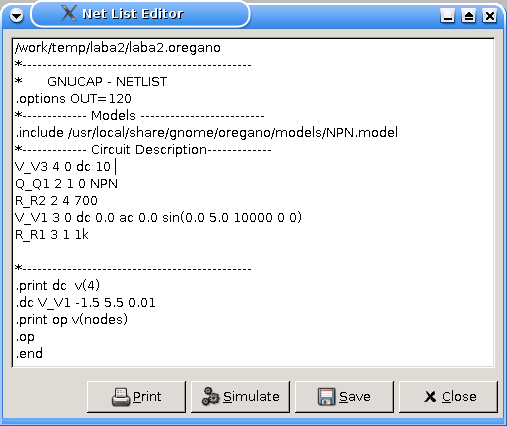 Net List Editor
/work/temp/laba2/laba2.oregano
*----------------------------------------------
*      GNUCAP - NETLIST
.options OUT=120
*------------- Models -------------------------
.include /usr/local/share/gnome/oregano/models/NPN.model
*------------- Circuit Description-------------
V_V3 4 0 dc 10
Q_Q1 2 1 0 NPN
R_R2 2 4 700
V_V1 3 0 dc 0.0 ac 0.0 sin(0.0 5.0 10000 0 0)
R_R1 3 1 1k
*----------------------------------------------
.print dc  v(4)
.dc V_V1 -1.5 5.5 0.01
.print op v(nodes)
.op
.end
Print Simulate Save Close